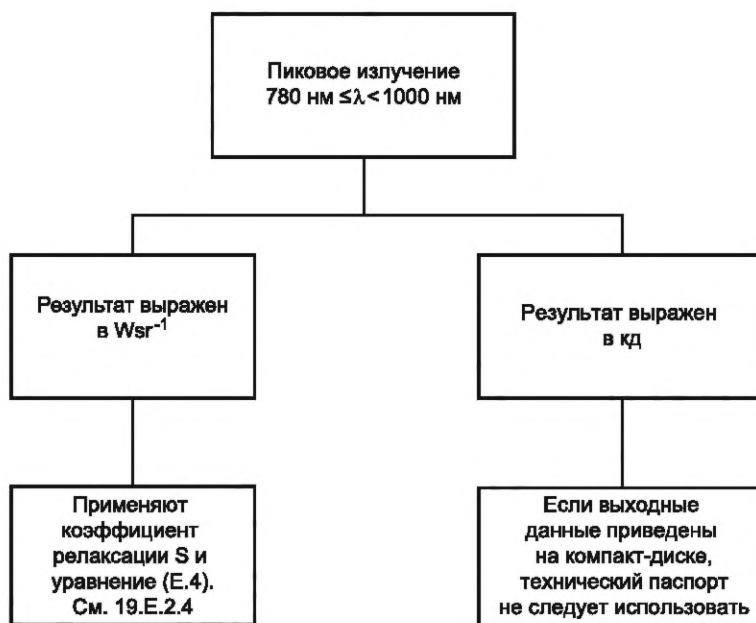 Пиковое излучение
780 нм ≤λ<1000 нм
Результат выражен
в Wsr⁻¹
Результат выражен
в кд
Применяют
коэффициент
релаксации S и
уравнение (Е.4).
См. 19.Е.2.4
Если выходные
данные приведены
на компакт-диске,
технический паспорт
не следует использовать